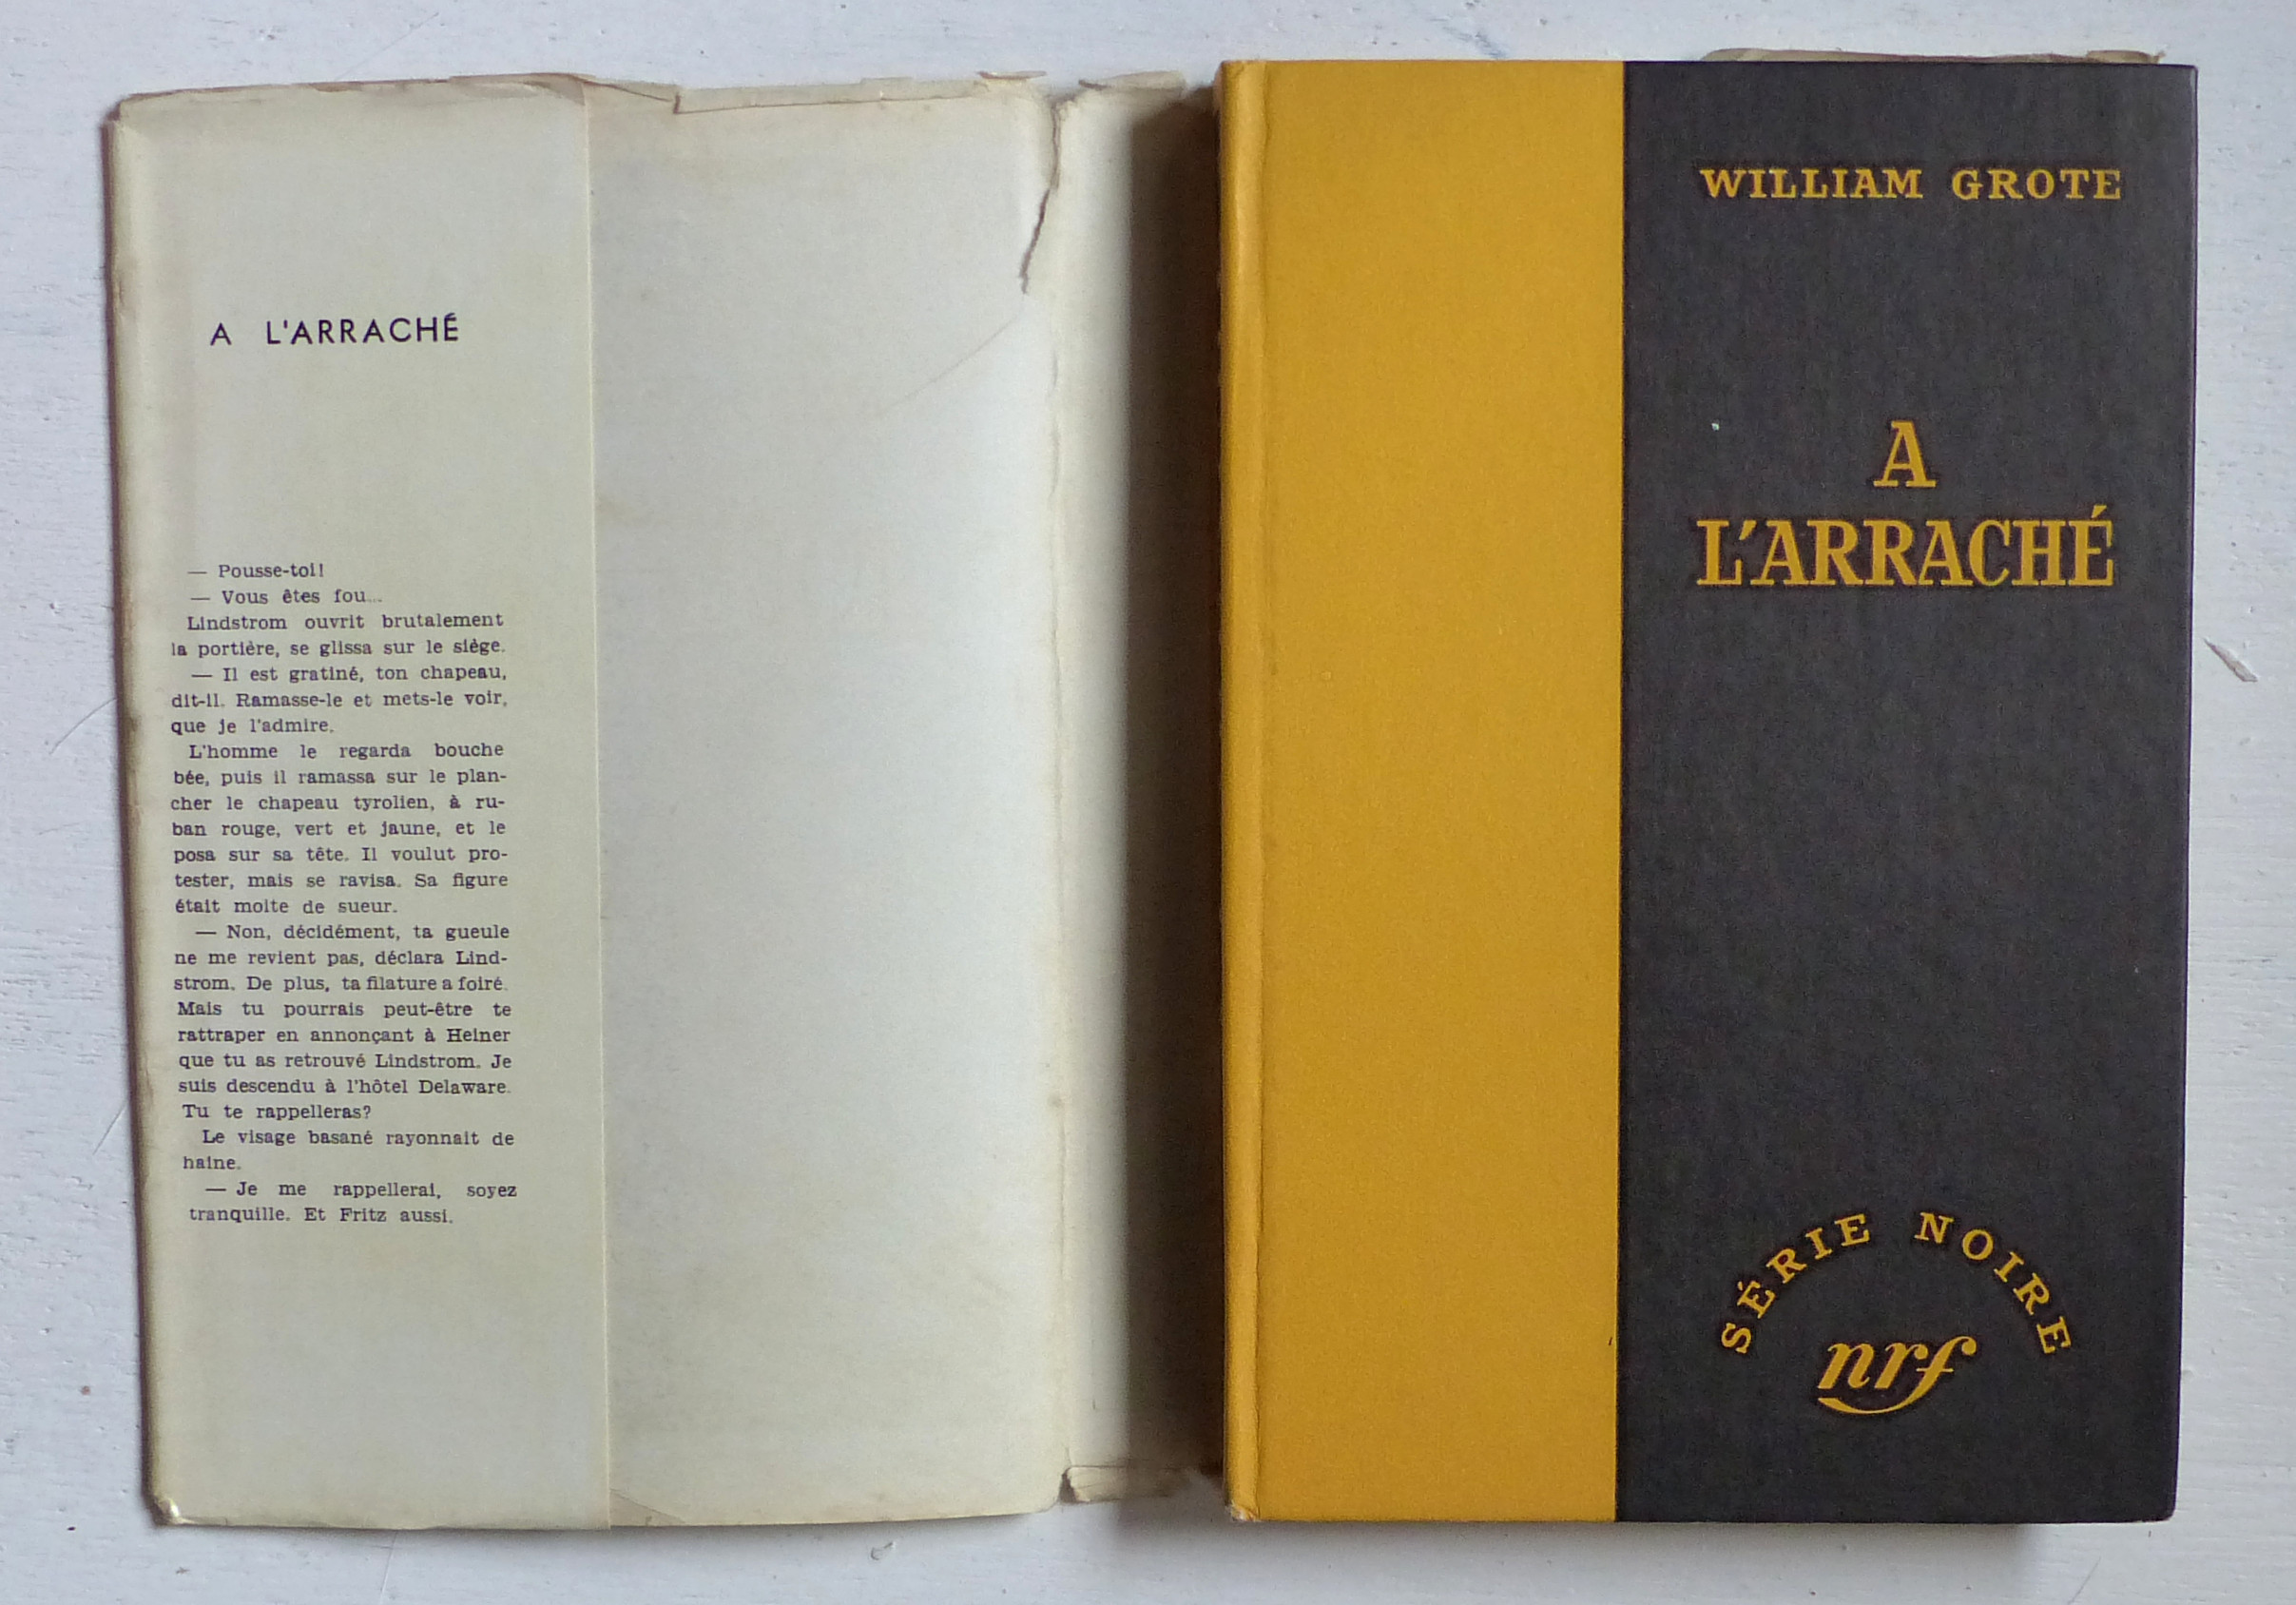 A L'ARRACHÉ
— Pousse-toi!
— Vous êtes fou...
Lindstrom ouvrit brutalement
la portière, se glissa sur le siège.
— Il est gratiné, ton chapeau,
dit-il. Ramasse-le et mets-le voir,
que je l'admire.
L'homme le regarda bouche
bée, puis il ramassa sur le plan-
cher le chapeau tyrolien, à ru-
ban rouge, vert et jaune, et le
posa sur sa tête. Il voulut pro-
tester, mais se ravisa. Sa figure
était moite de sueur.
— Non, décidément, ta gueule
ne me revient pas, déclara Lind-
strom. De plus, ta filature a foiré.
Mais tu pourrais peut-être te
rattraper en annonçant à Heiner
que tu as retrouvé Lindstrom. Je
suis descendu à l'hôtel Delaware.
Tu te rappelleras?
Le visage basané rayonnait de
haine.
— Je me rappellerai, soyez
tranquille. Et Fritz aussi.
WILLIAM GROTE
A
L'ARRACHÉ
SÉRIE NOIRE
nrf